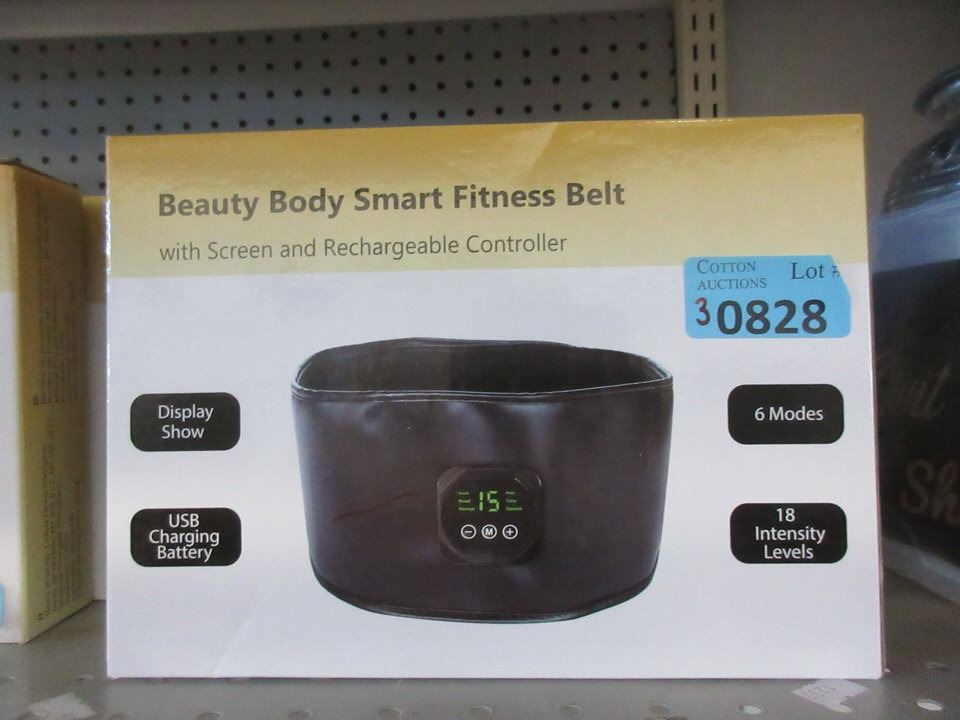 Beauty Body Smart Fitness Belt
with Screen and Rechargeable Controller
COTTON
AUCTIONS
Lot #
30828
Display
Show
6 Modes
USB
Charging
Battery
18
Intensity
Levels
15
− M +